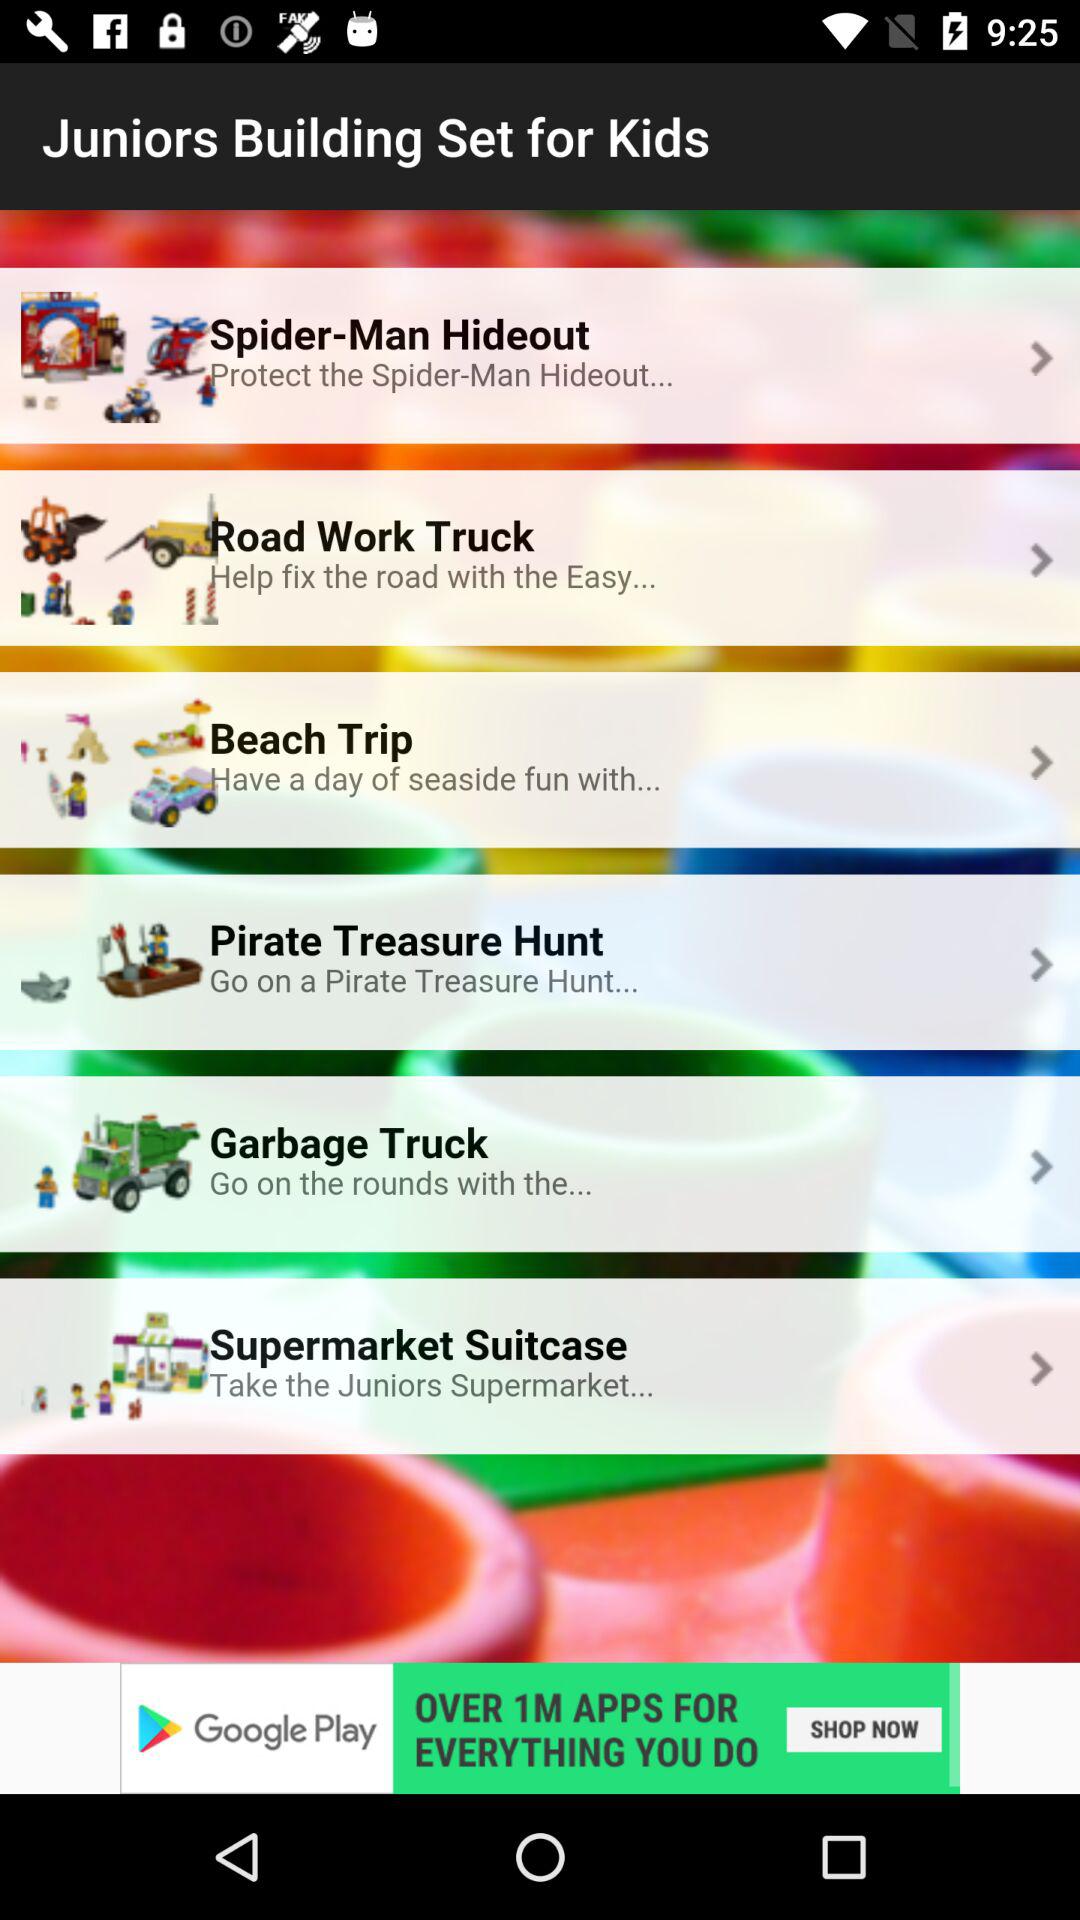 FAKE
9:25
Juniors Building Set for Kids
Spider-Man Hideout
Protect the Spider-Man Hideout...
Road Work Truck
Help fix the road with the Easy...
Beach Trip
Have a day of seaside fun with...
Pirate Treasure Hunt
Go on a Pirate Treasure Hunt...
Garbage Truck
Go on the rounds with the...
Supermarket Suitcase
Take the Juniors Supermarket...
Google Play
OVER 1M APPS FOR
EVERYTHING YOU DO
SHOP NOW